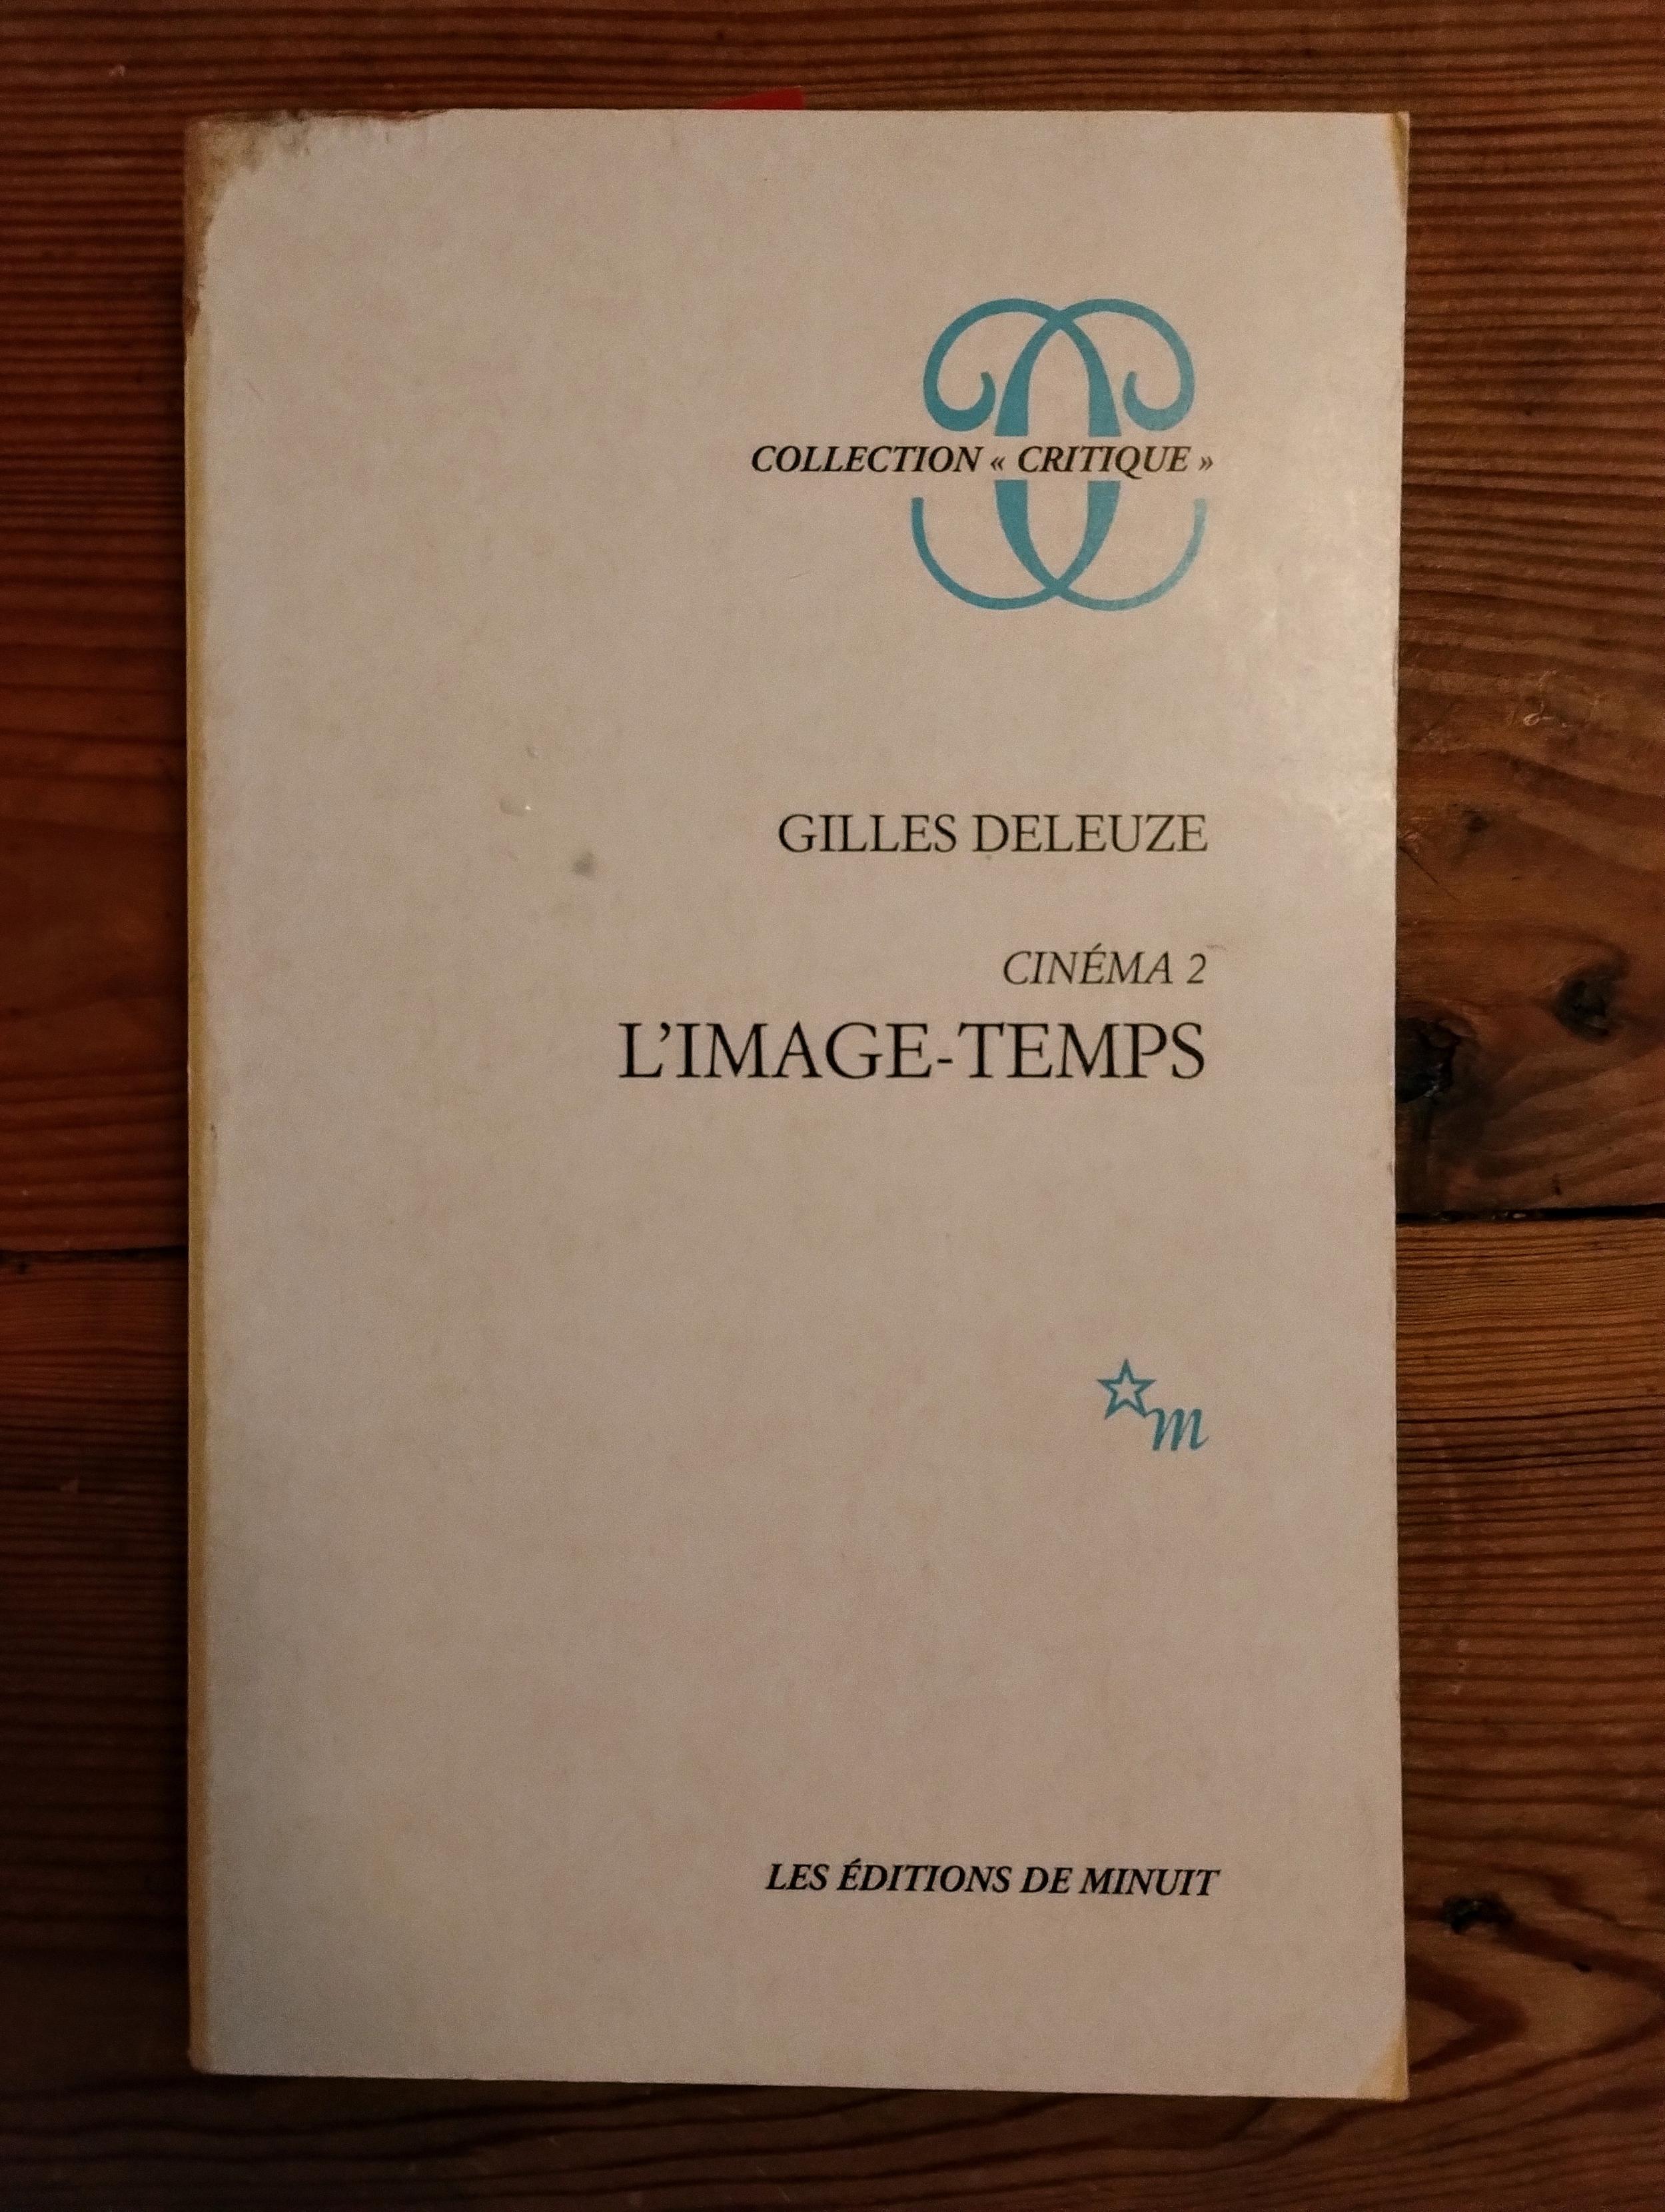 COLLECTION « CRITIQUE »
GILLES DELEUZE
CINÉMA 2
L'IMAGE-TEMPS
m
LES ÉDITIONS DE MINUIT